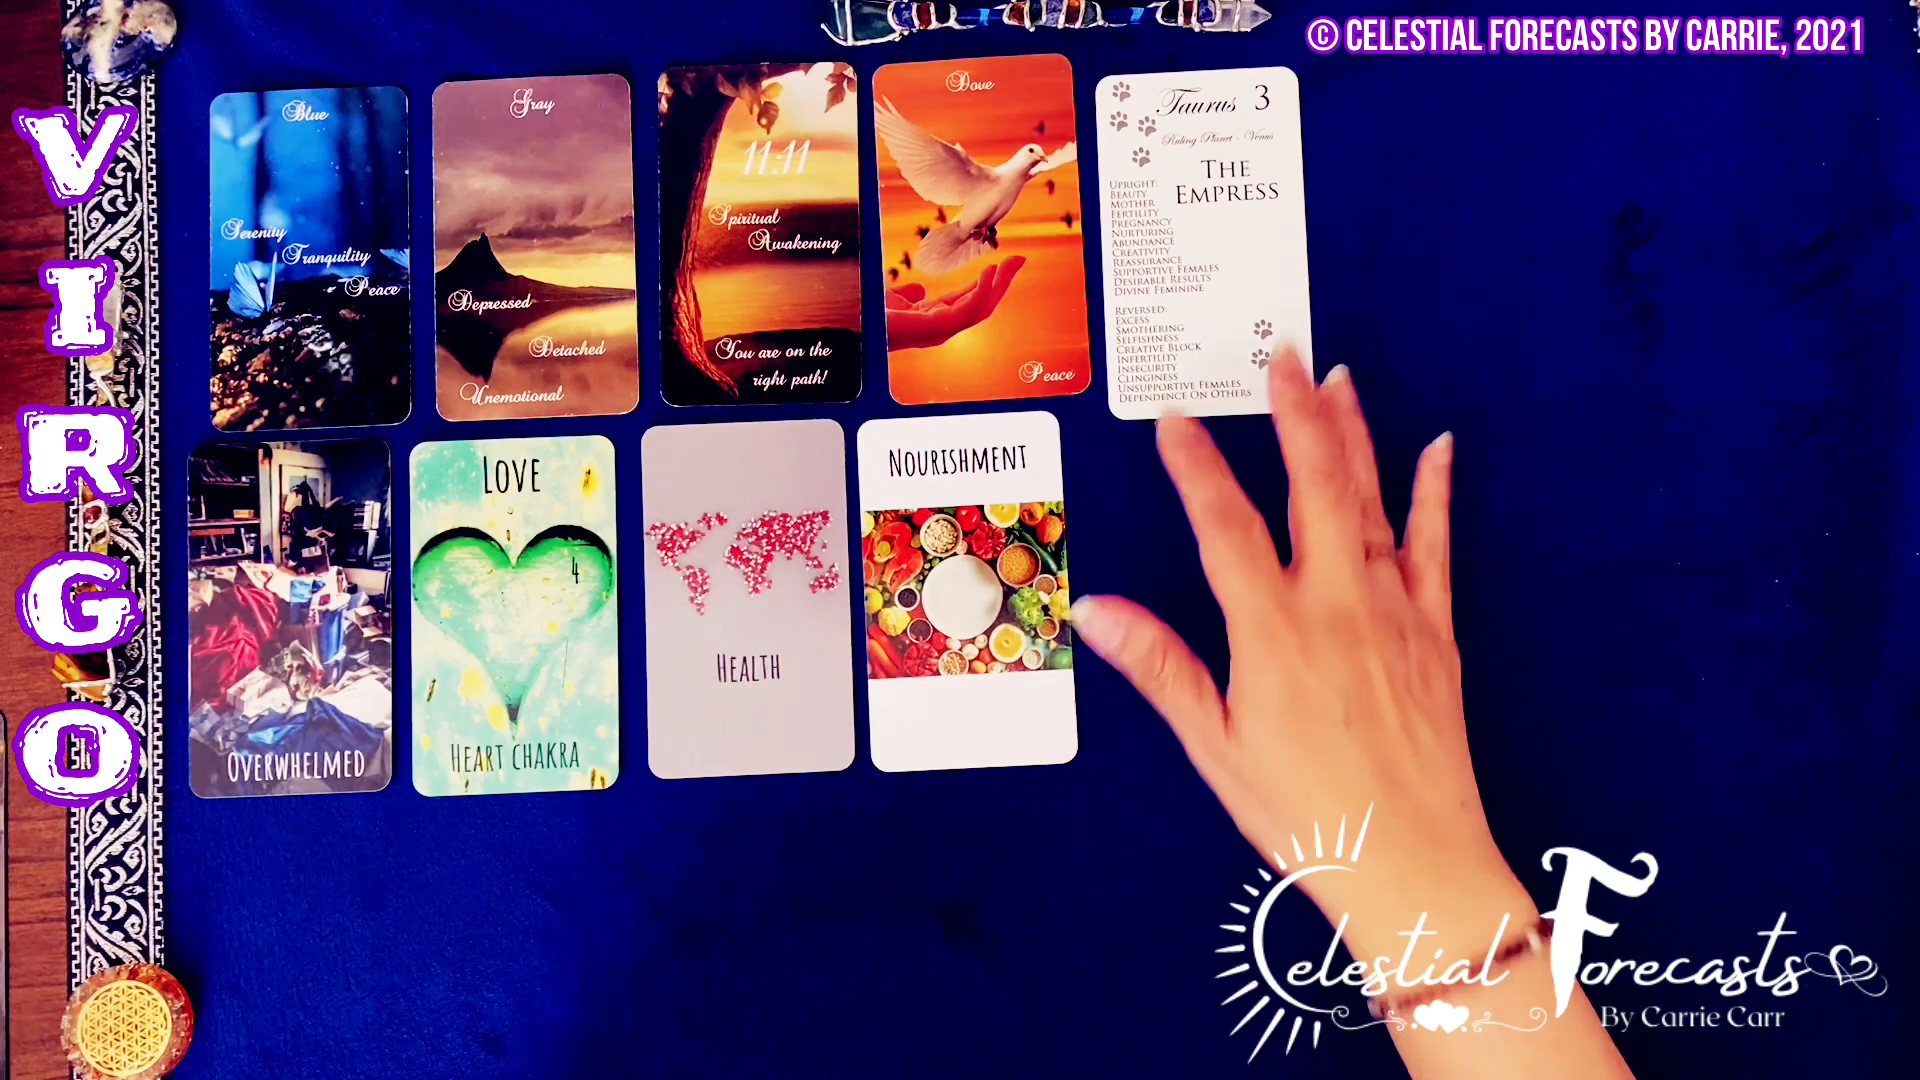 © CELESTIAL FORECASTS BY CARRIE, 2021
VIRGO
Blue
Serenity
Tranquility
Peace
Gray
Depressed
Detached
Unemotional
11:11
Spiritual
Awakening
You are on the
right path!
Dove
Peace
Taurus 3
Ruling Planet - Venus
THE
EMPRESS
UPRIGHT:
BEAUTY
MOTHER
FERTILITY
PREGNANCY
NURTURING
ABUNDANCE
CREATIVITY
REASSURANCE
SUPPORTIVE FEMALES
DESIRABLE RESULTS
DIVINE FEMININE
REVERSED:
EXCESS
SMOTHERING
SELFISHNESS
CREATIVE BLOCK
INFERTILITY
INSECURITY
CLINGINESS
UNSUPPORTIVE FEMALES
DEPENDENCE ON OTHERS
OVERWHELMED
LOVE
4
HEART CHAKRA
HEALTH
NOURISHMENT
Celestial Forecasts
By Carrie Carr